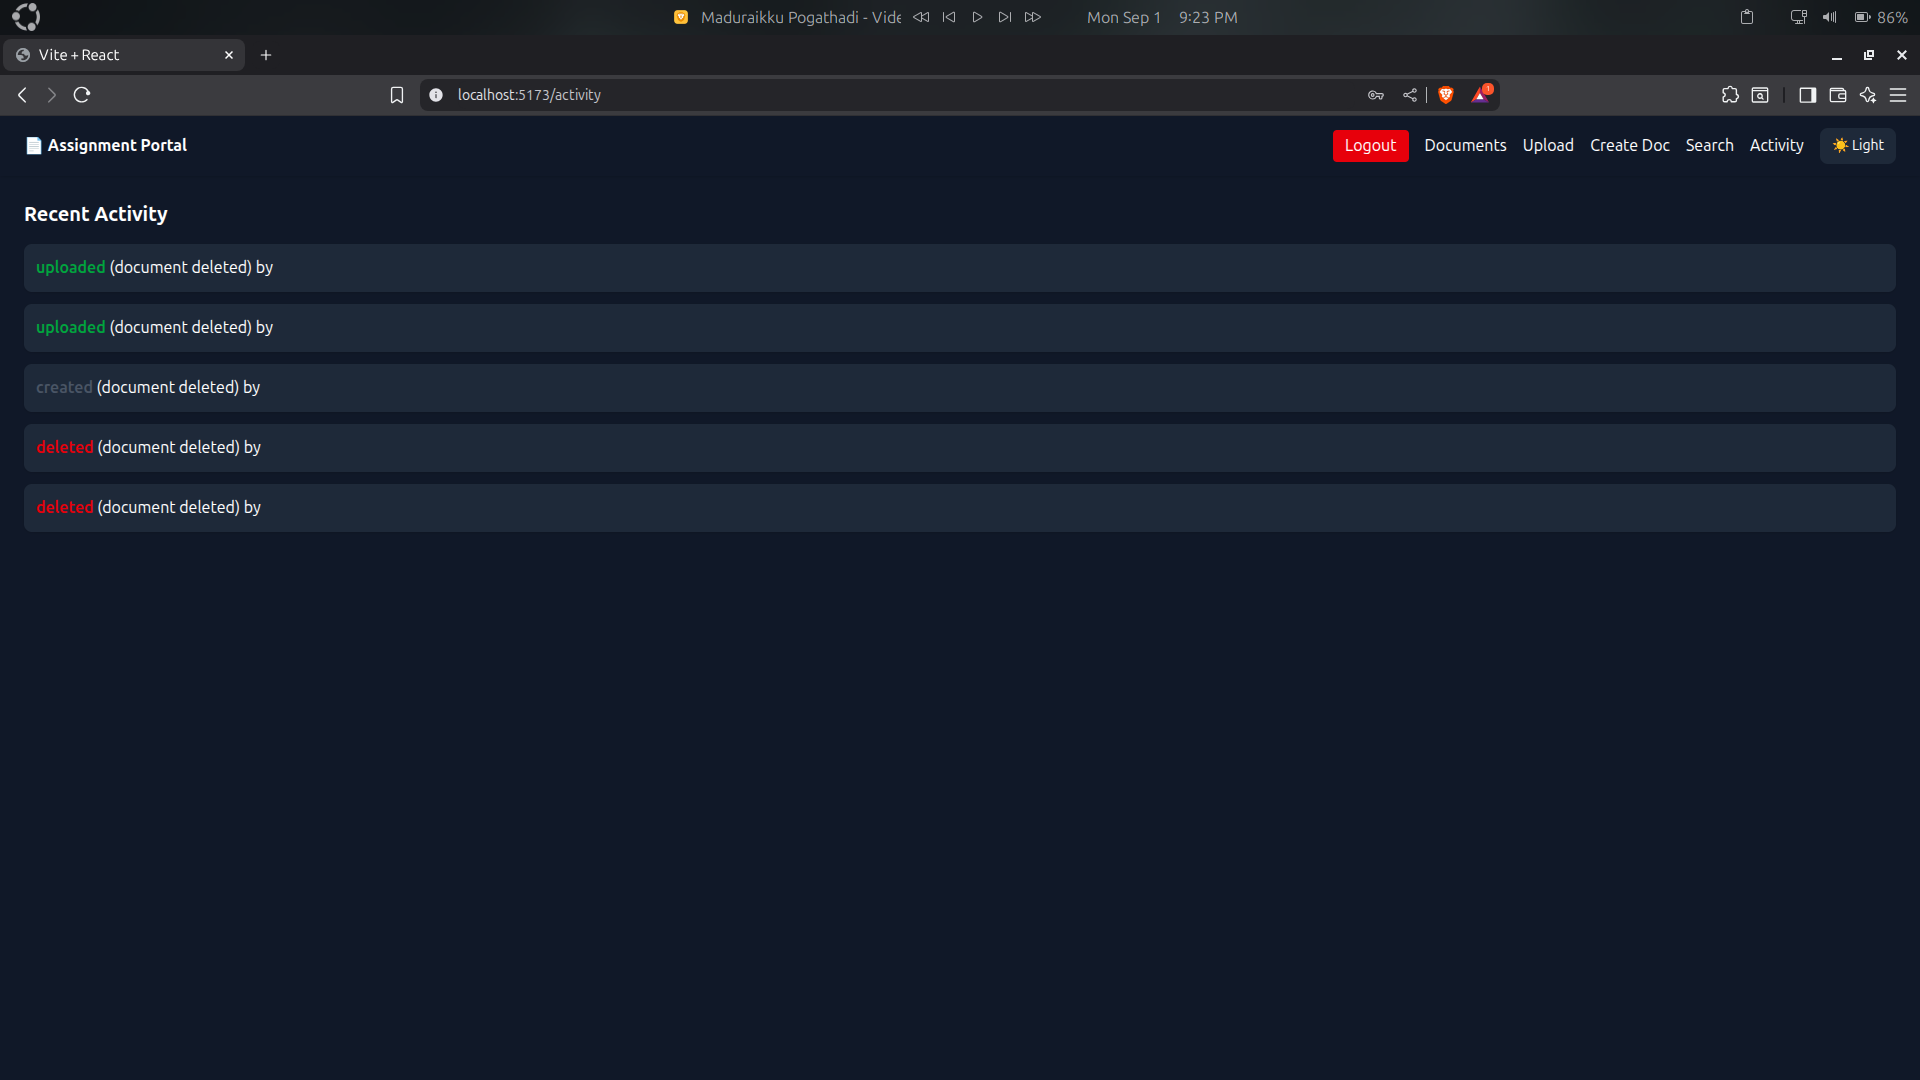 Maduraikku Pogathadi - Vide
Mon Sep 1 9:23 PM
86%
Vite + React
localhost:5173/activity
1
📄 Assignment Portal
Logout Documents Upload Create Doc Search Activity ☀️ Light
Recent Activity
uploaded (document deleted) by
uploaded (document deleted) by
created (document deleted) by
deleted (document deleted) by
deleted (document deleted) by